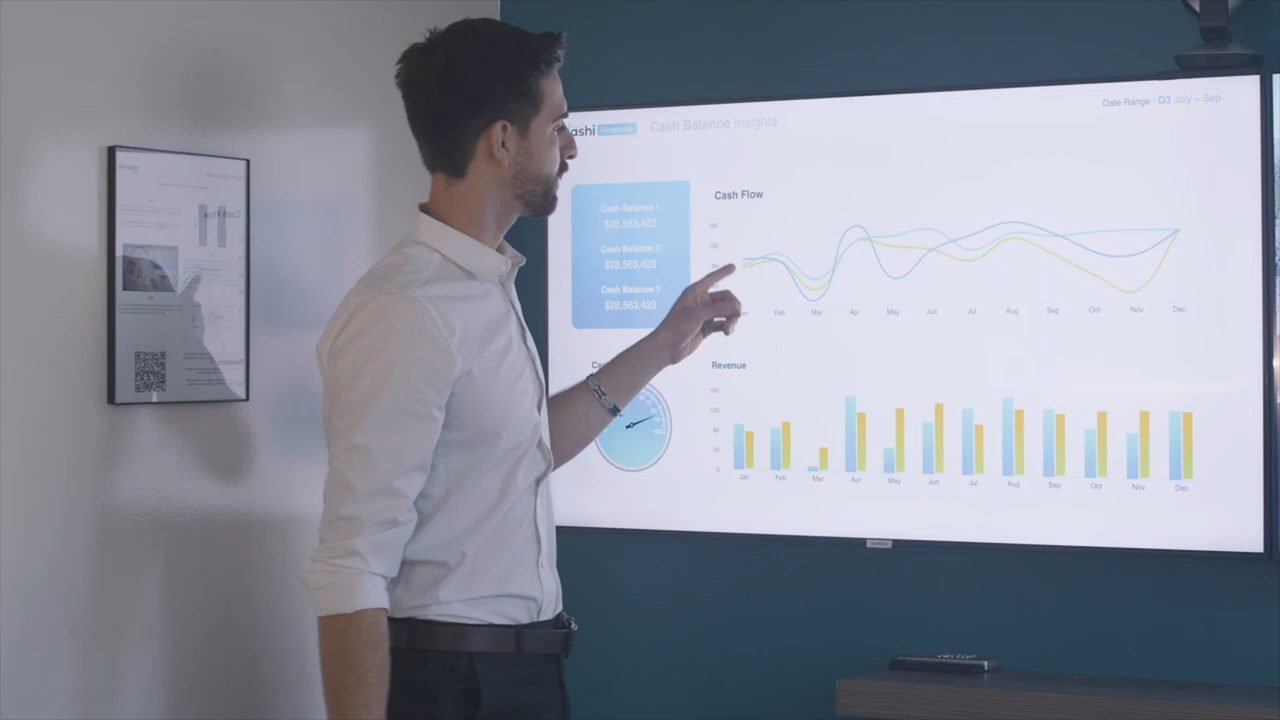 ashi Financial Cash Balance Insights
Date Range : Q3 July – Sep
Cash Balance 1
$28,563,423
Cash Balance 2
$28,563,423
Cash Balance 3
$28,563,423
Cash Flow
160
120
Feb Mar Apr May Jun Jul Aug Sep Oct Nov Dec
Ca
Revenue
160
120
80
40
0
Jan Feb Mar Apr May Jun Jul Aug Sep Oct Nov Dec